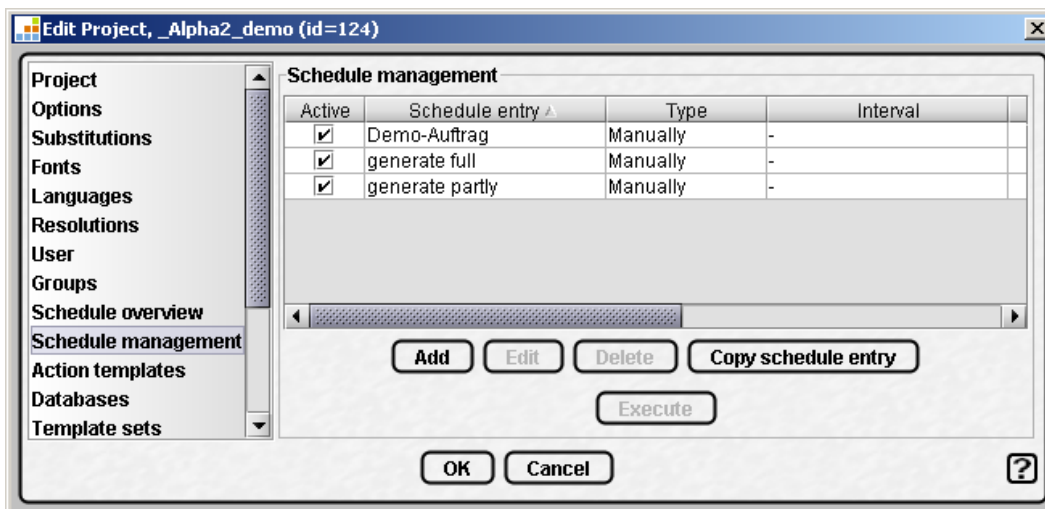 Edit Project, _Alpha2_demo (id=124)
Project
Options
Substitutions
Fonts
Languages
Resolutions
User
Groups
Schedule overview
Schedule management
Action templates
Databases
Template sets
Schedule management
Active Schedule entry Type Interval
Demo-Auftrag Manually -
generate full Manually -
generate partly Manually -
Add Edit Delete Copy schedule entry
Execute
OK Cancel ?